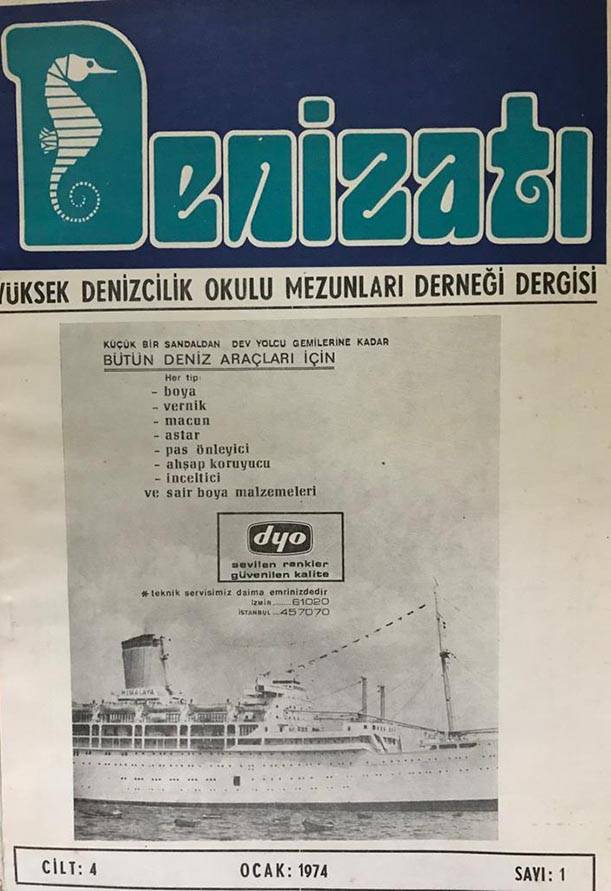 Denizatı
YÜKSEK DENİZCİLİK OKULU MEZUNLARI DERNEĞİ DERGİSİ
KÜÇÜK BİR SANDALDAN DEV YOLCU GEMİLERİNE KADAR
BÜTÜN DENİZ ARAÇLARI İÇİN
Her tip:
- boya
- vernik
- macun
- astar
- pas önleyici
- ahşap koruyucu
- inceltici
ve sair boya malzemeleri
dyo
sevilen renkler
güvenilen kalite
* teknik servisimiz daima emrinizdedir
İZMİR ........ 61020
İSTANBUL .... 457070
HIMALAYA
CİLT: 4 OCAK: 1974 SAYI: 1